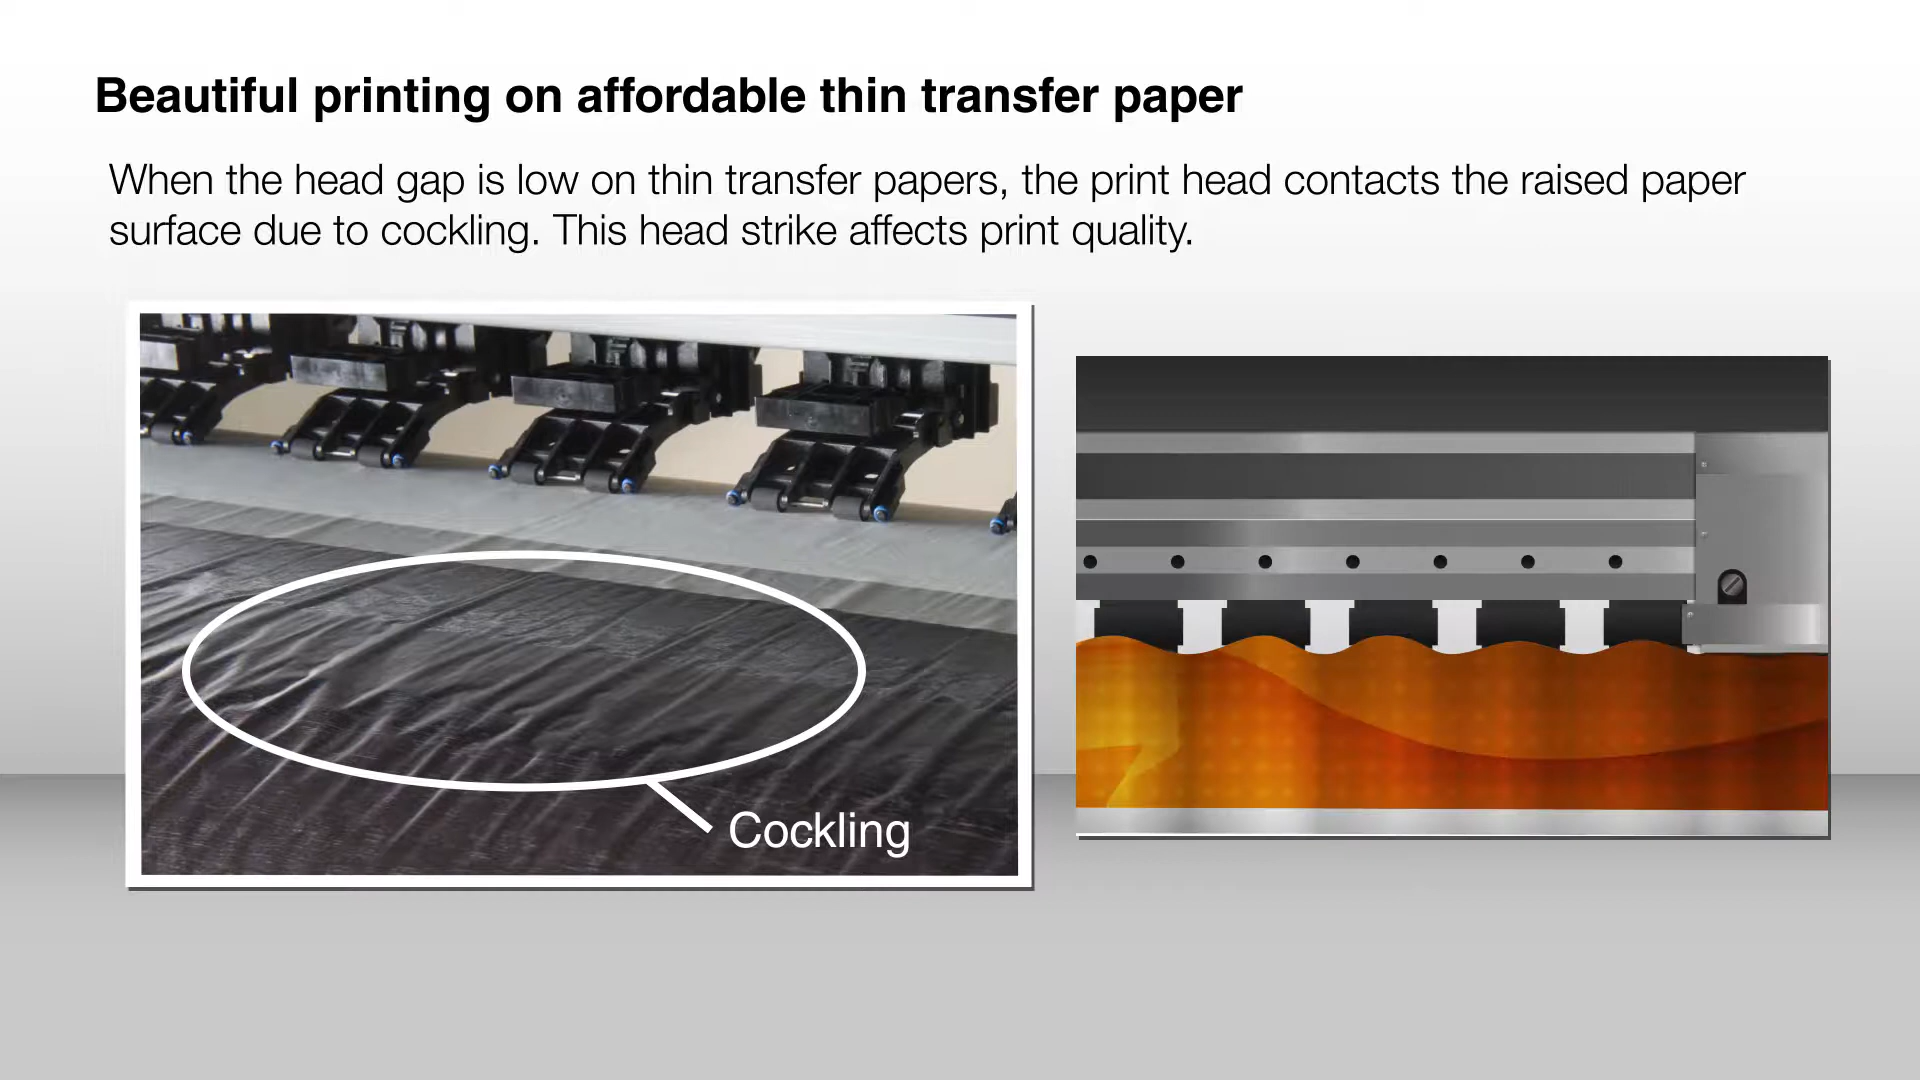 Beautiful printing on affordable thin transfer paper
When the head gap is low on thin transfer papers, the print head contacts the raised paper
surface due to cockling. This head strike affects print quality.
Cockling